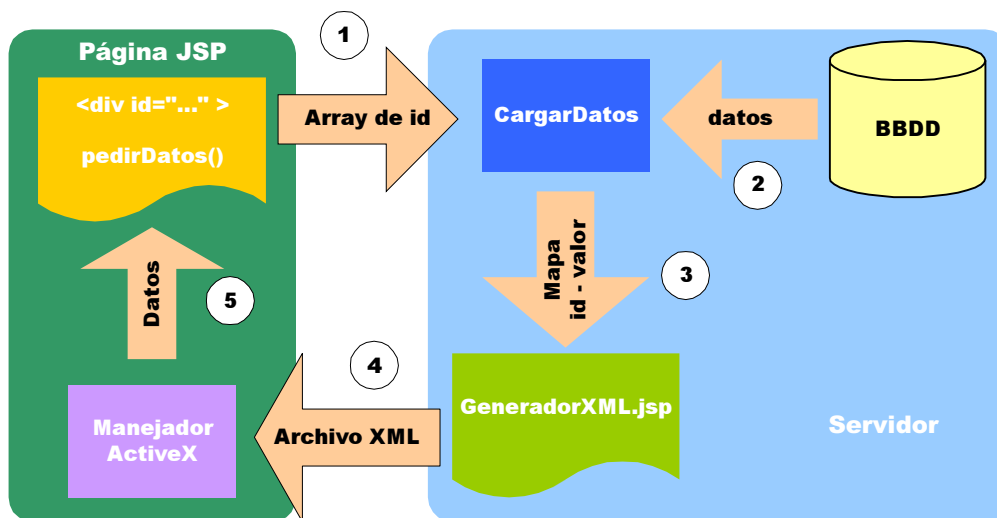 Página JSP
<div id="..." >
pedirDatos()
1
Array de id
CargarDatos
datos
2
BBDD
Mapa
id - valor
3
GeneradorXML.jsp
Servidor
4
Archivo XML
Manejador
ActiveX
5
Datos